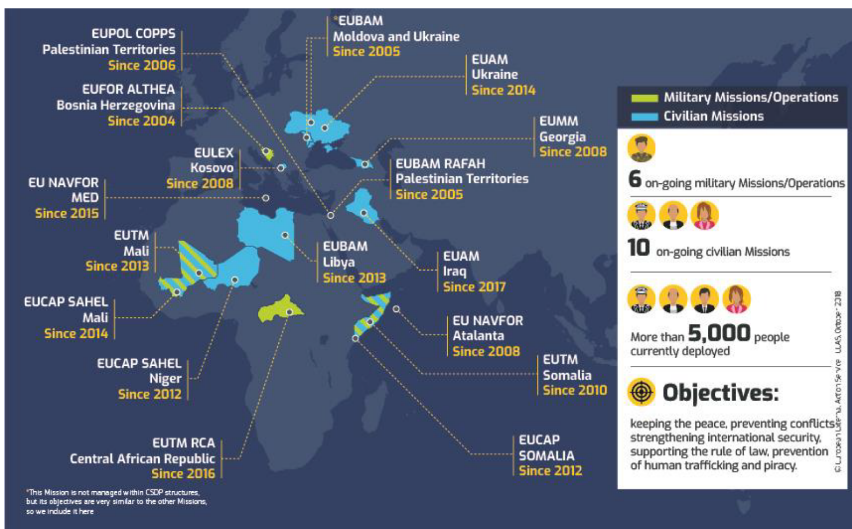 EUPOL COPPS
Palestinian Territories
Since 2006
EUFOR ALTHEA
Bosnia Herzegovina
Since 2004
EULEX
Kosovo
Since 2008
EU NAVFOR
MED
Since 2015
EUTM
Mali
Since 2013
EUCAP SAHEL
Mali
Since 2014
EUCAP SAHEL
Niger
Since 2012
EUTM RCA
Central African Republic
Since 2016
*EUBAM
Moldova and Ukraine
Since 2005
EUAM
Ukraine
Since 2014
EUMM
Georgia
Since 2008
EUBAM RAFAH
Palestinian Territories
Since 2005
EUBAM
Libya
Since 2013
EUAM
Iraq
Since 2017
EU NAVFOR
Atalanta
Since 2008
EUTM
Somalia
Since 2010
EUCAP
SOMALIA
Since 2012
*This Mission is not managed within CSDP structures,
but its objectives are very similar to the other Missions,
so we include it here
Military Missions/Operations
Civilian Missions
6 on-going military Missions/Operations
10 on-going civilian Missions
More than 5,000 people
currently deployed
Objectives:
keeping the peace, preventing conflicts,
strengthening international security,
supporting the rule of law, prevention
of human trafficking and piracy.
© European External Action Service - EEAS, October 2018